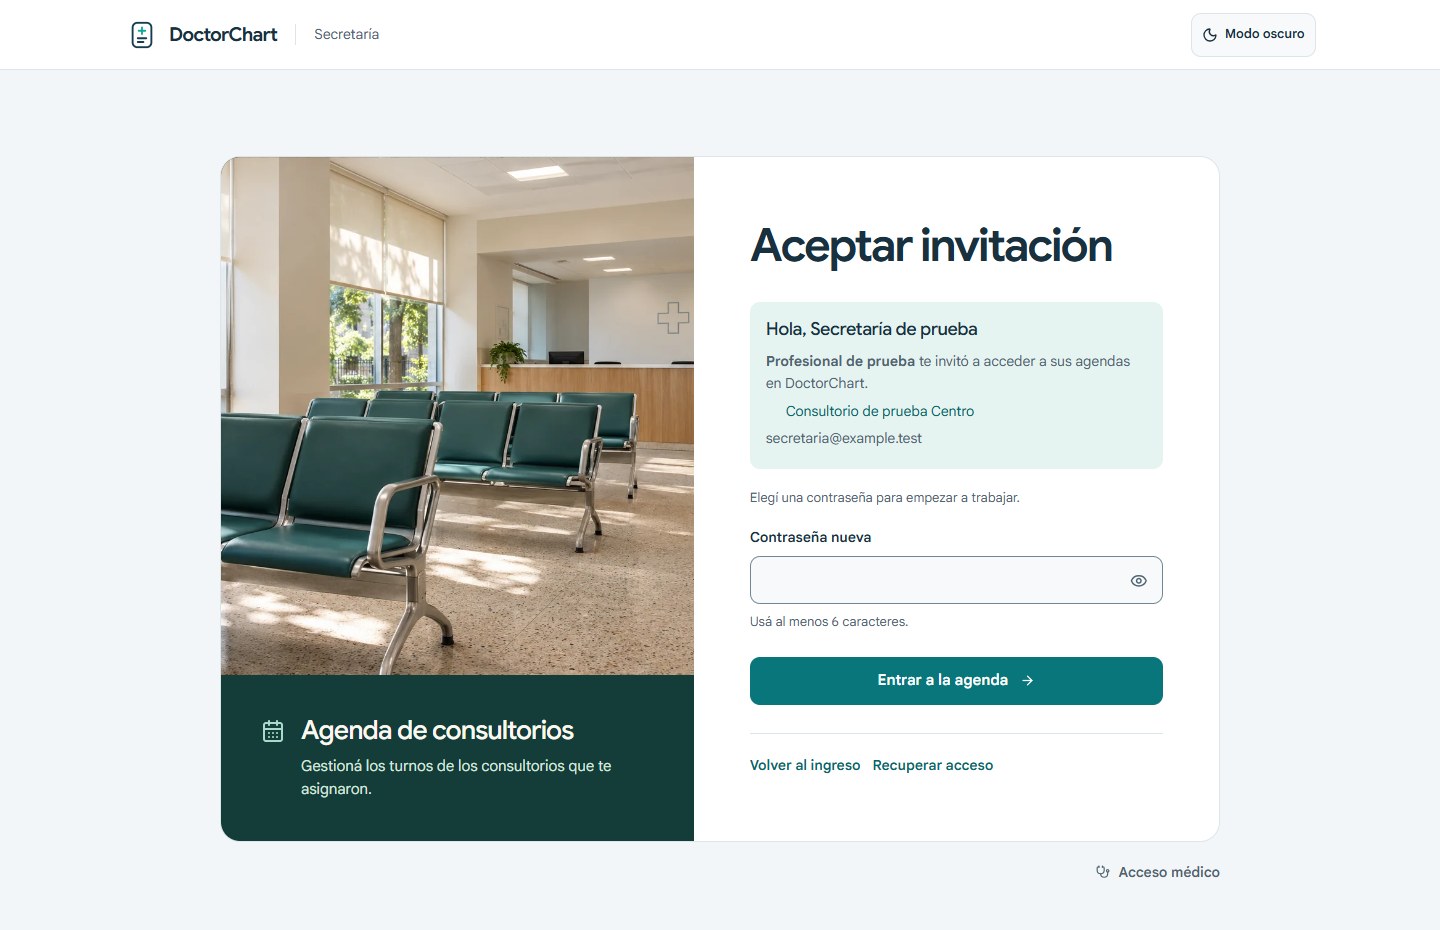 DoctorChart
Secretaría
Modo oscuro
Agenda de consultorios
Gestioná los turnos de los consultorios que te
asignaron.
Aceptar invitación
Hola, Secretaría de prueba
Profesional de prueba te invitó a acceder a sus agendas
en DoctorChart.
Consultorio de prueba Centro
secretaria@example.test
Elegí una contraseña para empezar a trabajar.
Contraseña nueva
Usá al menos 6 caracteres.
Entrar a la agenda
Volver al ingreso Recuperar acceso
Acceso médico